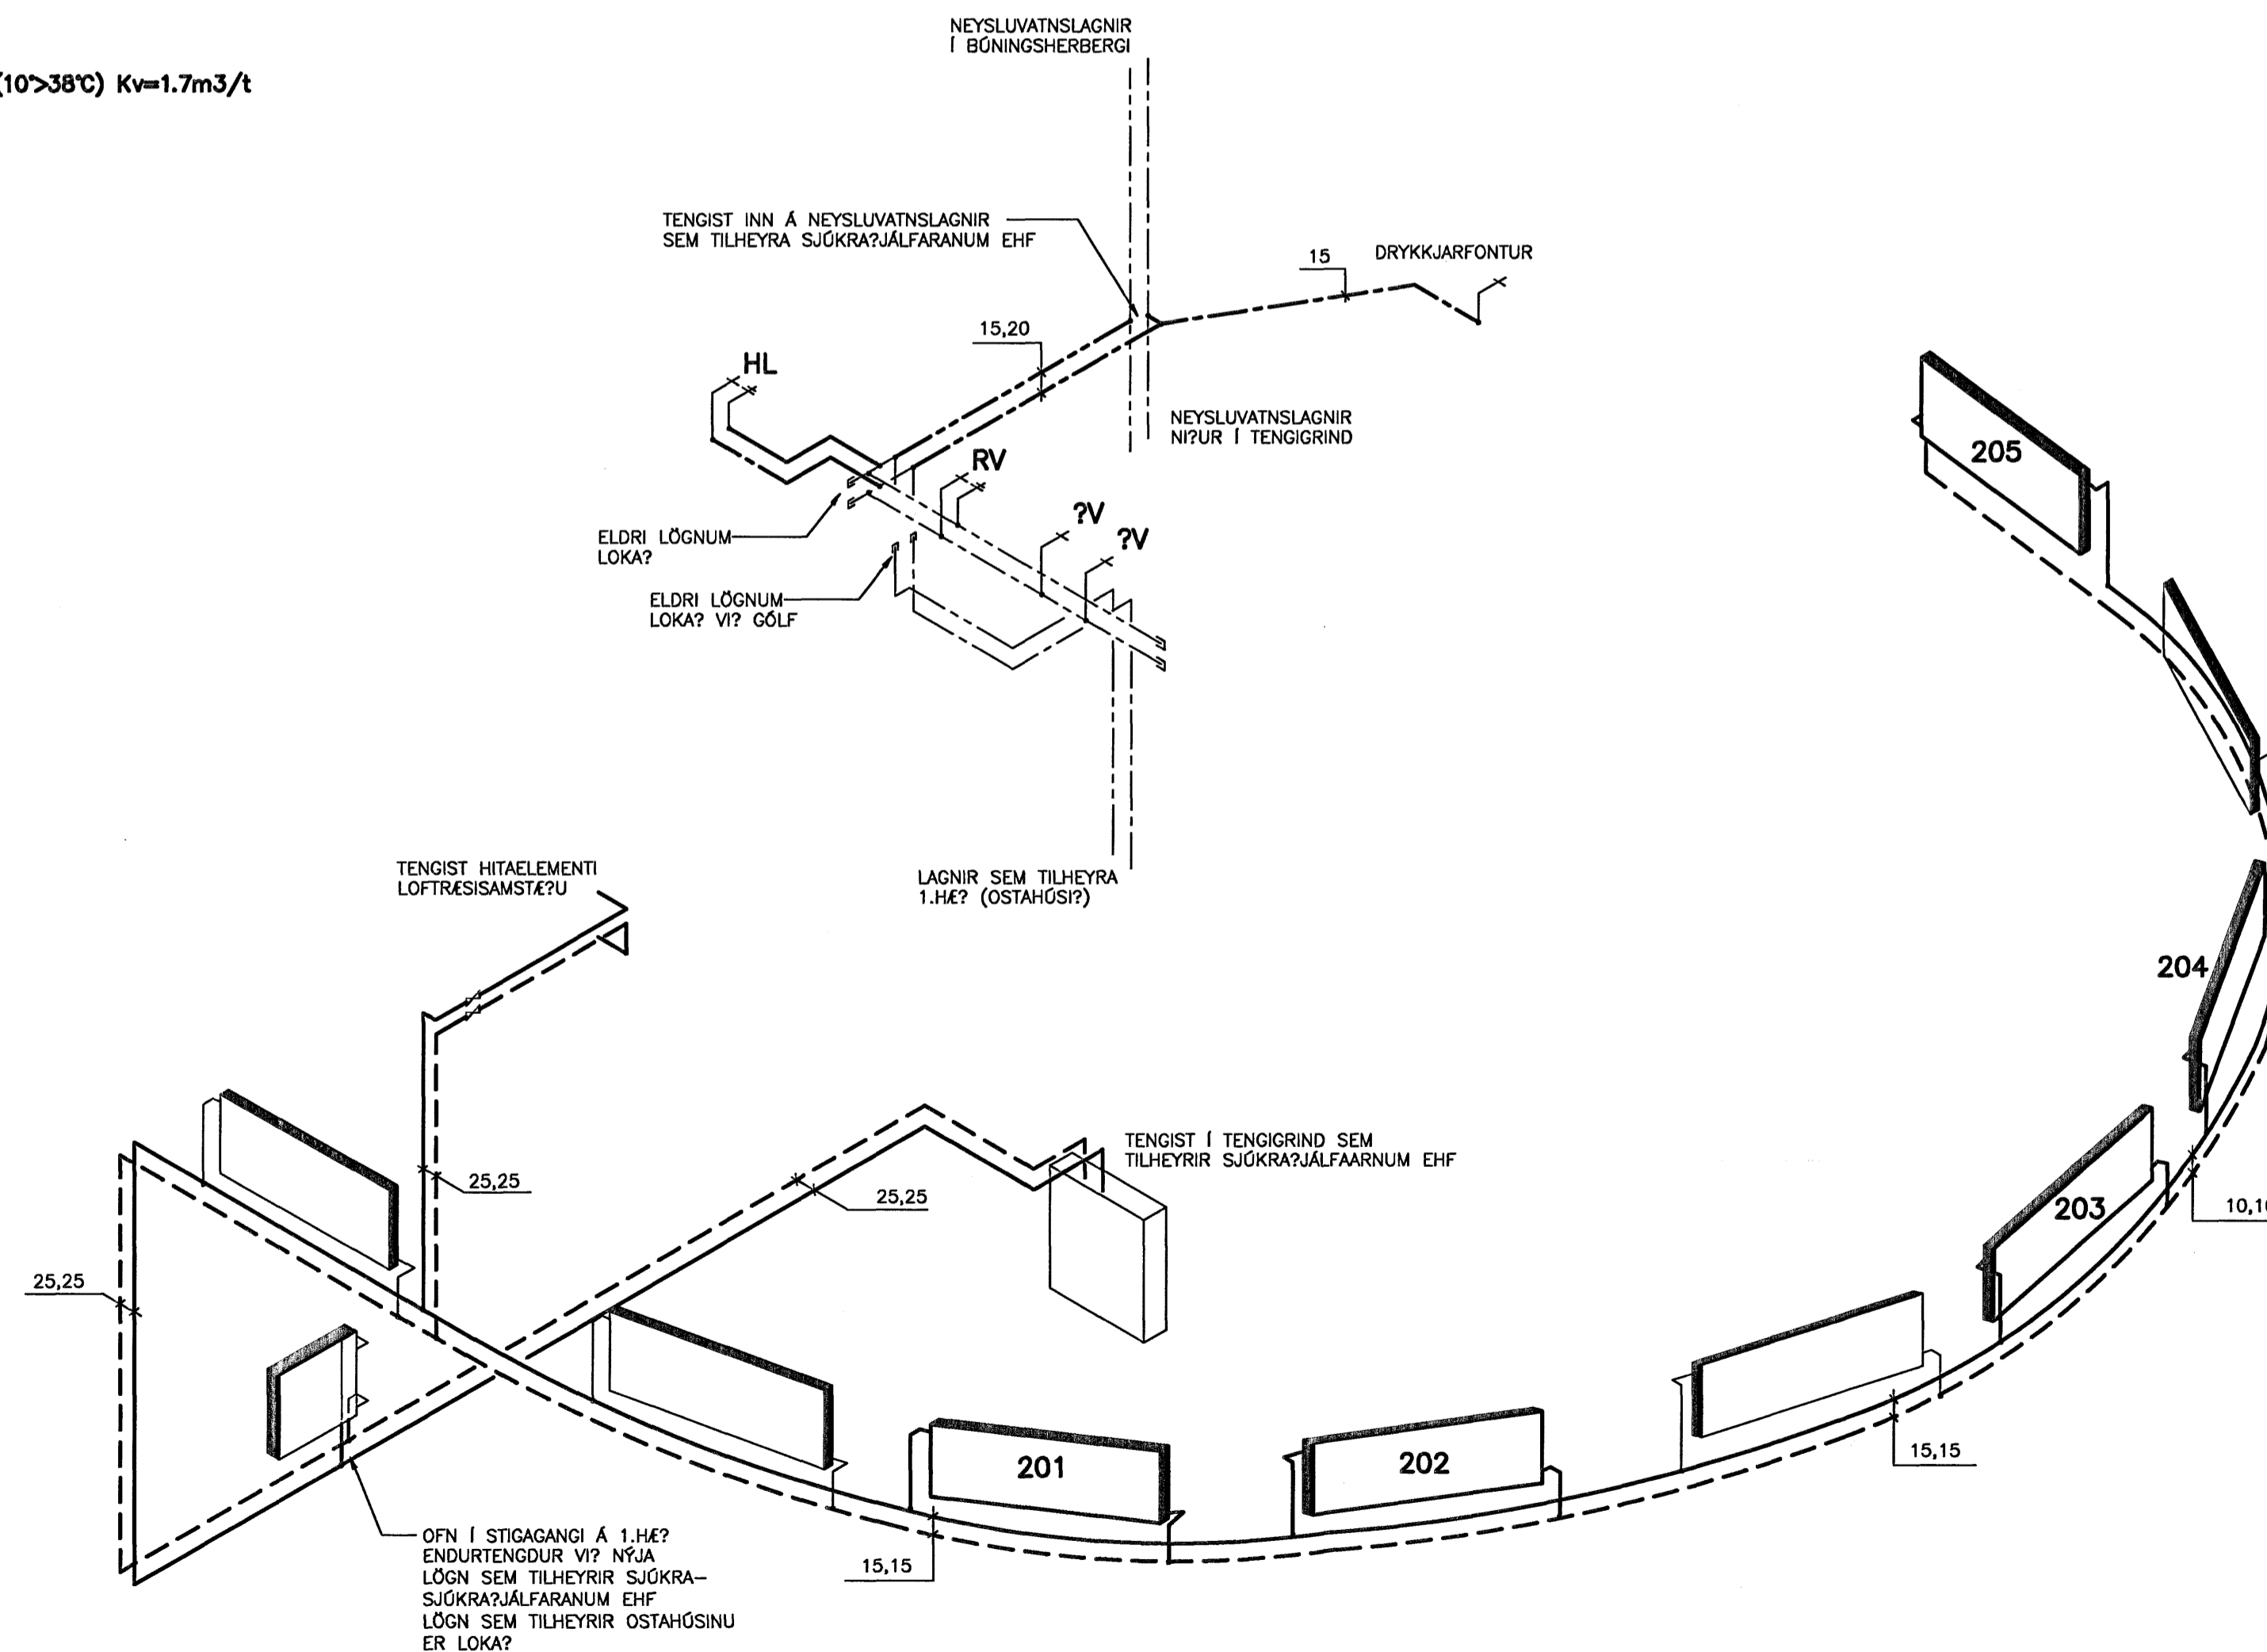 NEYSLUVATNSLAGNIR
Í BÚNINGSHERBERGI
(10°>38°C) Kv=1.7m3/t
TENGIST INN Á NEYSLUVATNSLAGNIR
SEM TILHEYRA SJÚKRA?JÁLFARANUM EHF
15
DRYKKJARFONTUR
15,20
HL
NEYSLUVATNSLAGNIR
NI?UR Í TENGIGRIND
205
RV
?V
?V
ELDRI LÖGNUM
LOKA?
ELDRI LÖGNUM
LOKA? VI? GÓLF
TENGIST HITAELEMENTI
LOFTRÆSISAMSTÆ?U
LAGNIR SEM TILHEYRA
1.HÆ? (OSTAHÚSI?)
204
TENGIST Í TENGIGRIND SEM
TILHEYRIR SJÚKRA?JÁLFAARNUM EHF
25,25
25,25
203
10,10
25,25
201
202
15,15
OFN Í STIGAGANGI Á 1.HÆ?
ENDURTENGDUR VI? NÝJA
LÖGN SEM TILHEYRIR SJÚKRA-
SJÚKRA?JÁLFARANUM EHF
LÖGN SEM TILHEYRIR OSTAHÚSINU
ER LOKA?
15,15